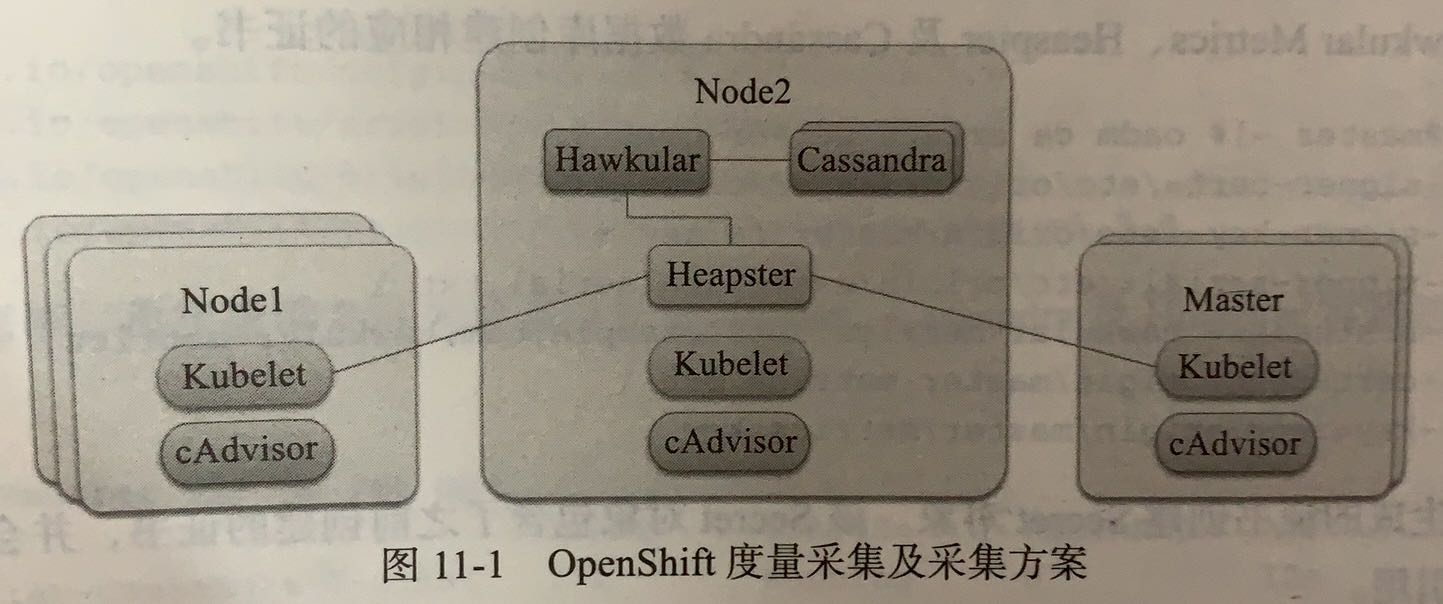 Node2
Hawkular
Cassandra
Heapster
Kubelet
cAdvisor
Node1
Kubelet
cAdvisor
Master
Kubelet
cAdvisor
图 11-1 OpenShift 度量采集及采集方案